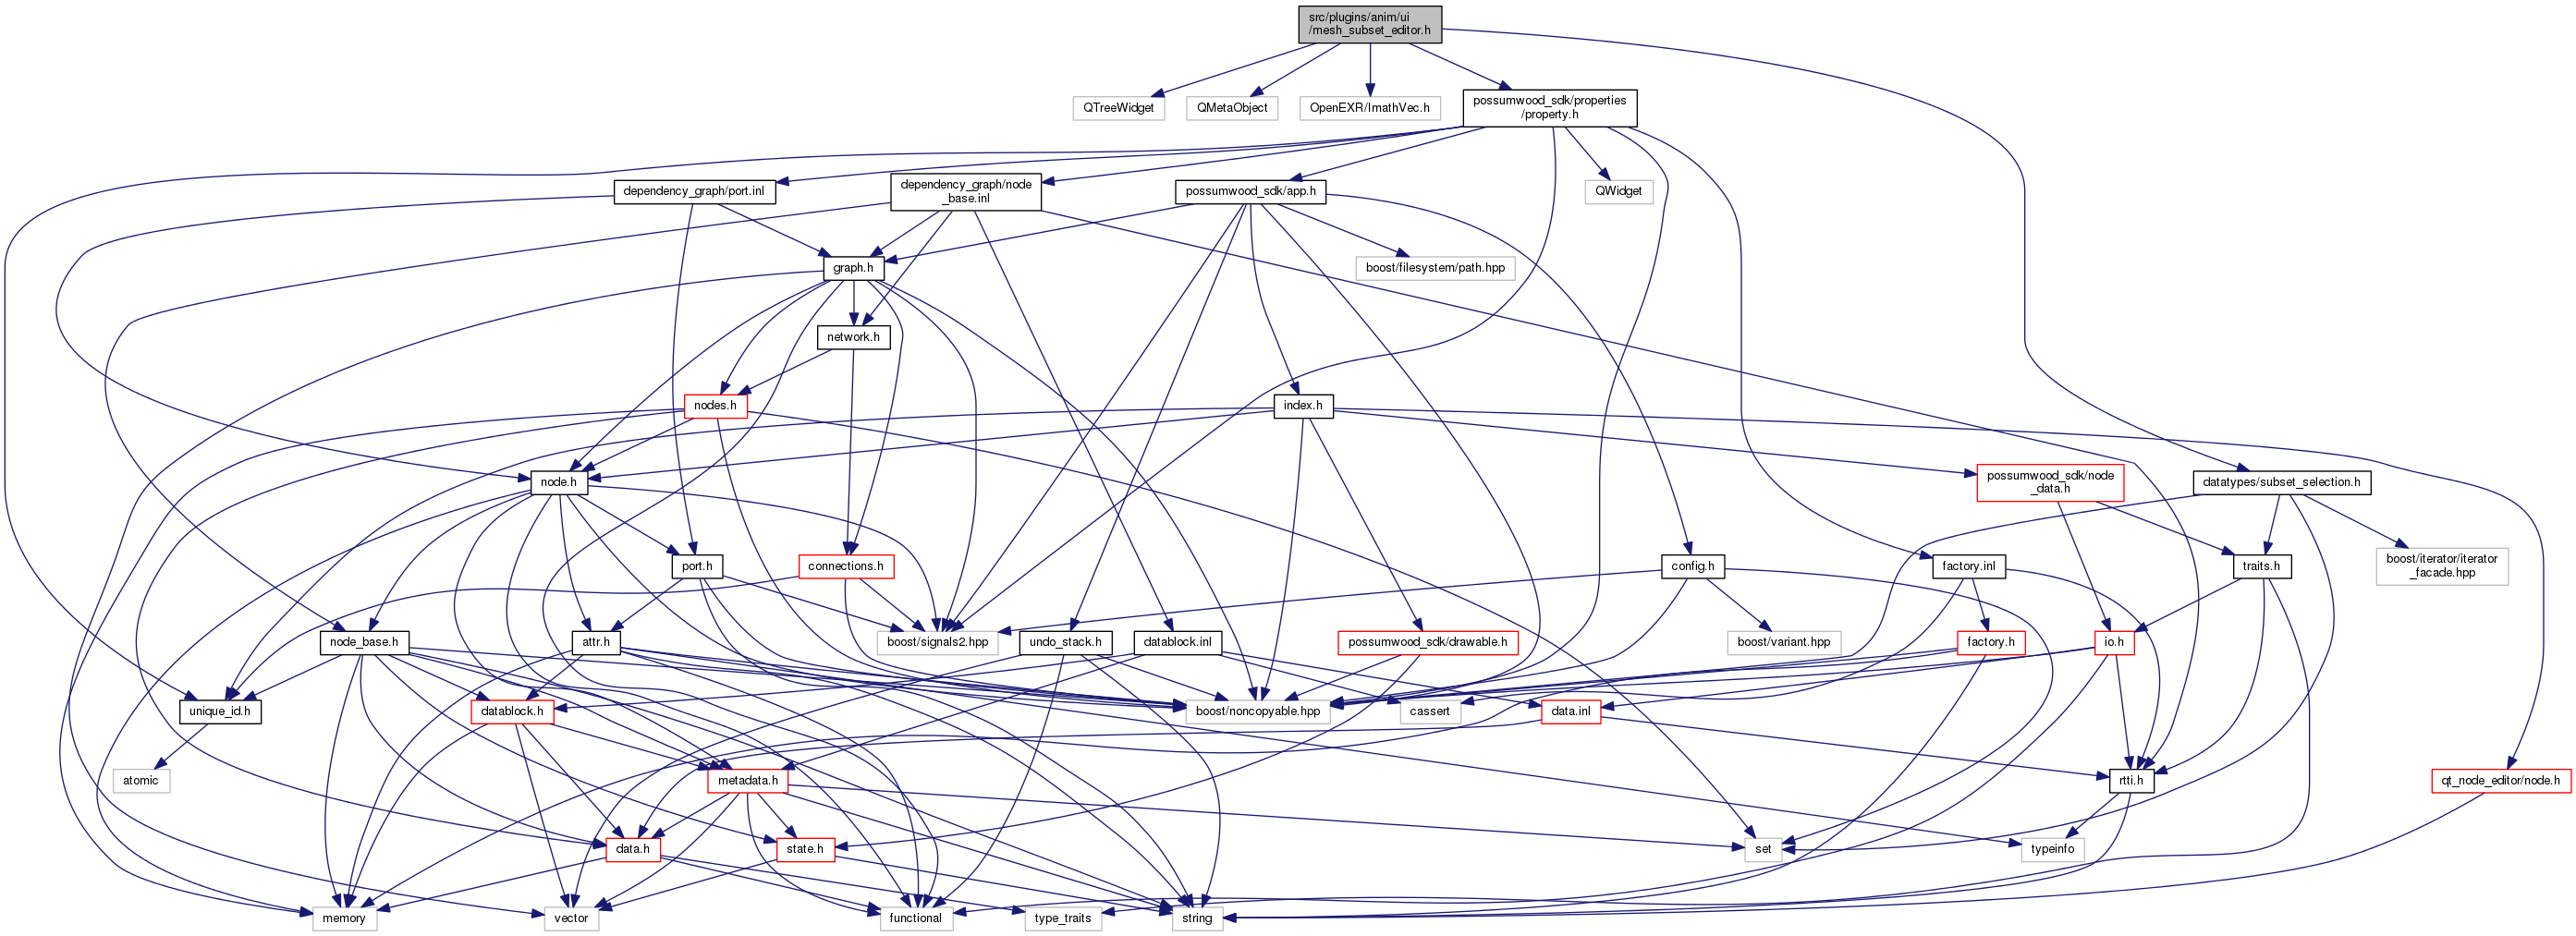 src/plugins/anim/ui
/mesh_subset_editor.h
QTreeWidget
QMetaObject
OpenEXR/ImathVec.h
possumwood_sdk/properties
/property.h
dependency_graph/port.inl
dependency_graph/node
_base.inl
possumwood_sdk/app.h
QWidget
graph.h
boost/filesystem/path.hpp
network.h
nodes.h
index.h
node.h
possumwood_sdk/node
_data.h
datatypes/subset_selection.h
port.h
connections.h
config.h
factory.inl
traits.h
boost/iterator/iterator
_facade.hpp
node_base.h
attr.h
boost/signals2.hpp
undo_stack.h
datablock.inl
possumwood_sdk/drawable.h
boost/variant.hpp
factory.h
io.h
unique_id.h
datablock.h
boost/noncopyable.hpp
cassert
data.inl
atomic
metadata.h
rtti.h
qt_node_editor/node.h
data.h
state.h
set
typeinfo
memory
vector
functional
type_traits
string